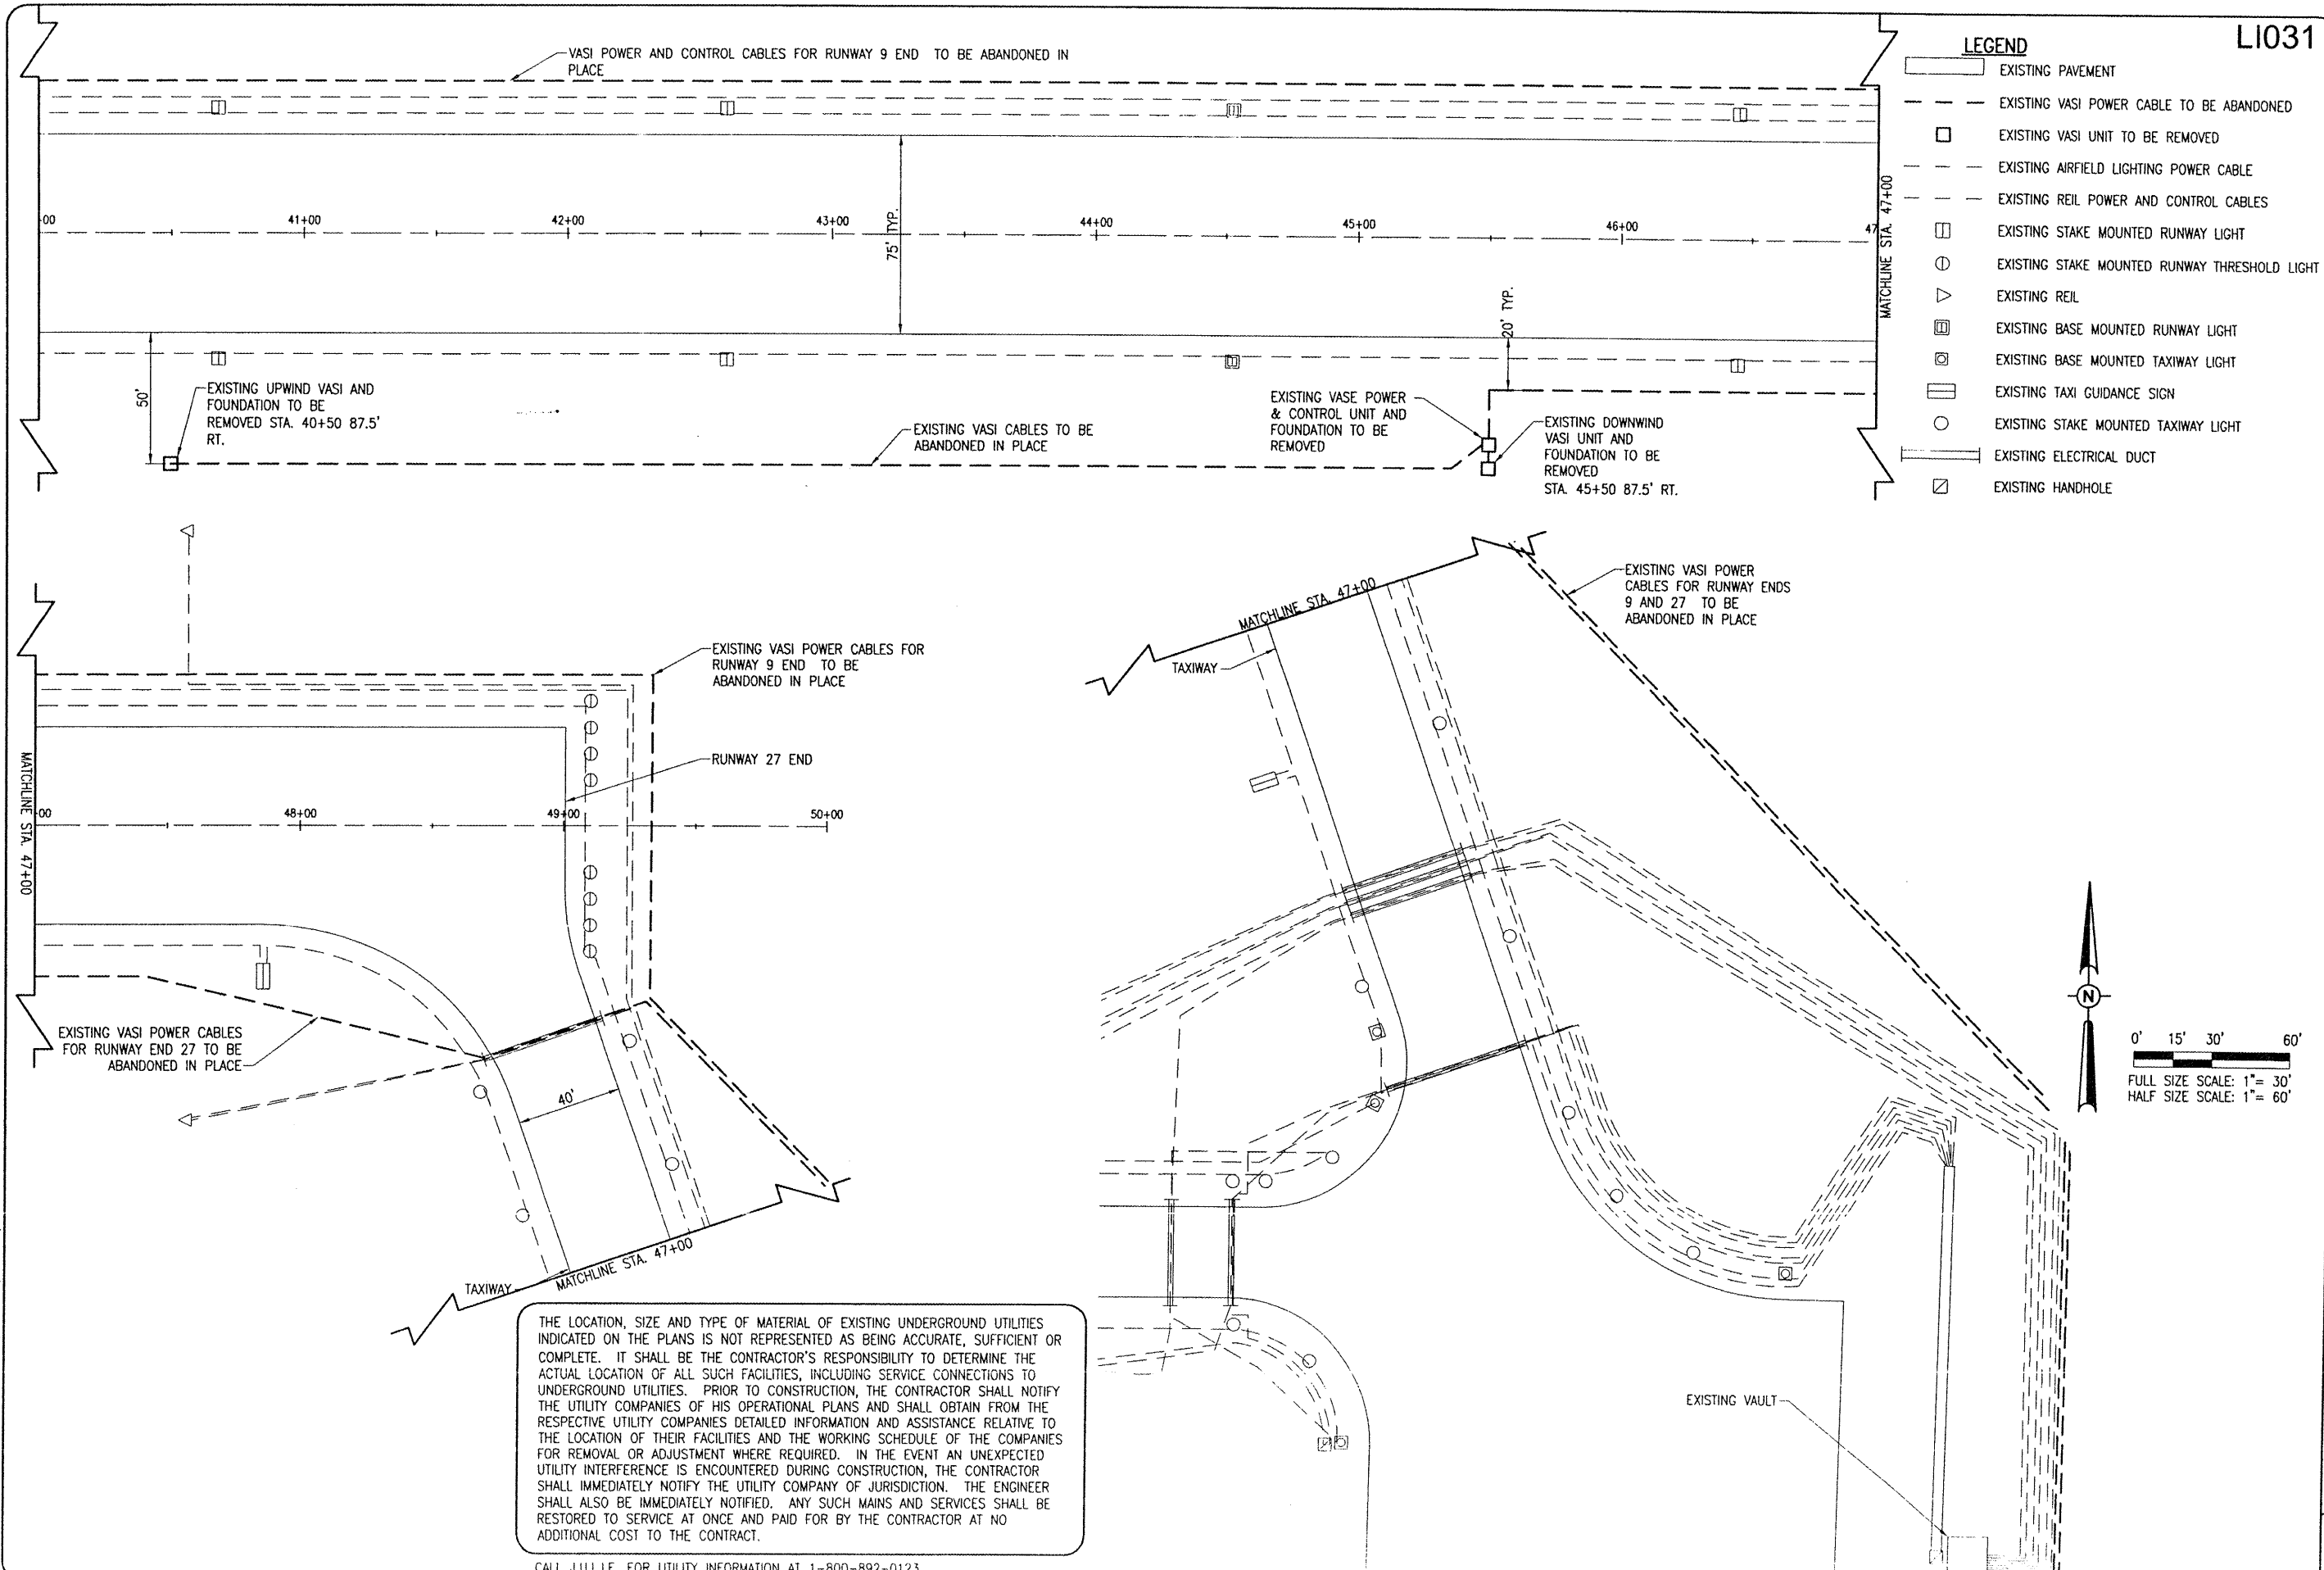 LI031
VASI POWER AND CONTROL CABLES FOR RUNWAY 9 END TO BE ABANDONED IN
PLACE
00
41+00
42+00
43+00
44+00
45+00
46+00
47
75' TYP.
20' TYP.
50'
MATCHLINE STA. 47+00
EXISTING UPWIND VASI AND
FOUNDATION TO BE
REMOVED STA. 40+50 87.5'
RT.
EXISTING VASI CABLES TO BE
ABANDONED IN PLACE
EXISTING VASE POWER
& CONTROL UNIT AND
FOUNDATION TO BE
REMOVED
EXISTING DOWNWIND
VASI UNIT AND
FOUNDATION TO BE
REMOVED
STA. 45+50 87.5' RT.
LEGEND
EXISTING PAVEMENT
EXISTING VASI POWER CABLE TO BE ABANDONED
EXISTING VASI UNIT TO BE REMOVED
EXISTING AIRFIELD LIGHTING POWER CABLE
EXISTING REIL POWER AND CONTROL CABLES
EXISTING STAKE MOUNTED RUNWAY LIGHT
EXISTING STAKE MOUNTED RUNWAY THRESHOLD LIGHT
EXISTING REIL
EXISTING BASE MOUNTED RUNWAY LIGHT
EXISTING BASE MOUNTED TAXIWAY LIGHT
EXISTING TAXI GUIDANCE SIGN
EXISTING STAKE MOUNTED TAXIWAY LIGHT
EXISTING ELECTRICAL DUCT
EXISTING HANDHOLE
EXISTING VASI POWER CABLES FOR
RUNWAY 9 END TO BE
ABANDONED IN PLACE
RUNWAY 27 END
MATCHLINE STA. 47+00
00
48+00
49+00
50+00
EXISTING VASI POWER CABLES
FOR RUNWAY END 27 TO BE
ABANDONED IN PLACE
40'
TAXIWAY
MATCHLINE STA. 47+00
MATCHLINE STA. 47+00
TAXIWAY
EXISTING VASI POWER
CABLES FOR RUNWAY ENDS
9 AND 27 TO BE
ABANDONED IN PLACE
N
0' 15' 30' 60'
FULL SIZE SCALE: 1"= 30'
HALF SIZE SCALE: 1"= 60'
EXISTING VAULT
THE LOCATION, SIZE AND TYPE OF MATERIAL OF EXISTING UNDERGROUND UTILITIES
INDICATED ON THE PLANS IS NOT REPRESENTED AS BEING ACCURATE, SUFFICIENT OR
COMPLETE. IT SHALL BE THE CONTRACTOR'S RESPONSIBILITY TO DETERMINE THE
ACTUAL LOCATION OF ALL SUCH FACILITIES, INCLUDING SERVICE CONNECTIONS TO
UNDERGROUND UTILITIES. PRIOR TO CONSTRUCTION, THE CONTRACTOR SHALL NOTIFY
THE UTILITY COMPANIES OF HIS OPERATIONAL PLANS AND SHALL OBTAIN FROM THE
RESPECTIVE UTILITY COMPANIES DETAILED INFORMATION AND ASSISTANCE RELATIVE TO
THE LOCATION OF THEIR FACILITIES AND THE WORKING SCHEDULE OF THE COMPANIES
FOR REMOVAL OR ADJUSTMENT WHERE REQUIRED. IN THE EVENT AN UNEXPECTED
UTILITY INTERFERENCE IS ENCOUNTERED DURING CONSTRUCTION, THE CONTRACTOR
SHALL IMMEDIATELY NOTIFY THE UTILITY COMPANY OF JURISDICTION. THE ENGINEER
SHALL ALSO BE IMMEDIATELY NOTIFIED. ANY SUCH MAINS AND SERVICES SHALL BE
RESTORED TO SERVICE AT ONCE AND PAID FOR BY THE CONTRACTOR AT NO
ADDITIONAL COST TO THE CONTRACT.
CALL FOR UTILITY INFORMATION AT 1-800-892-0123